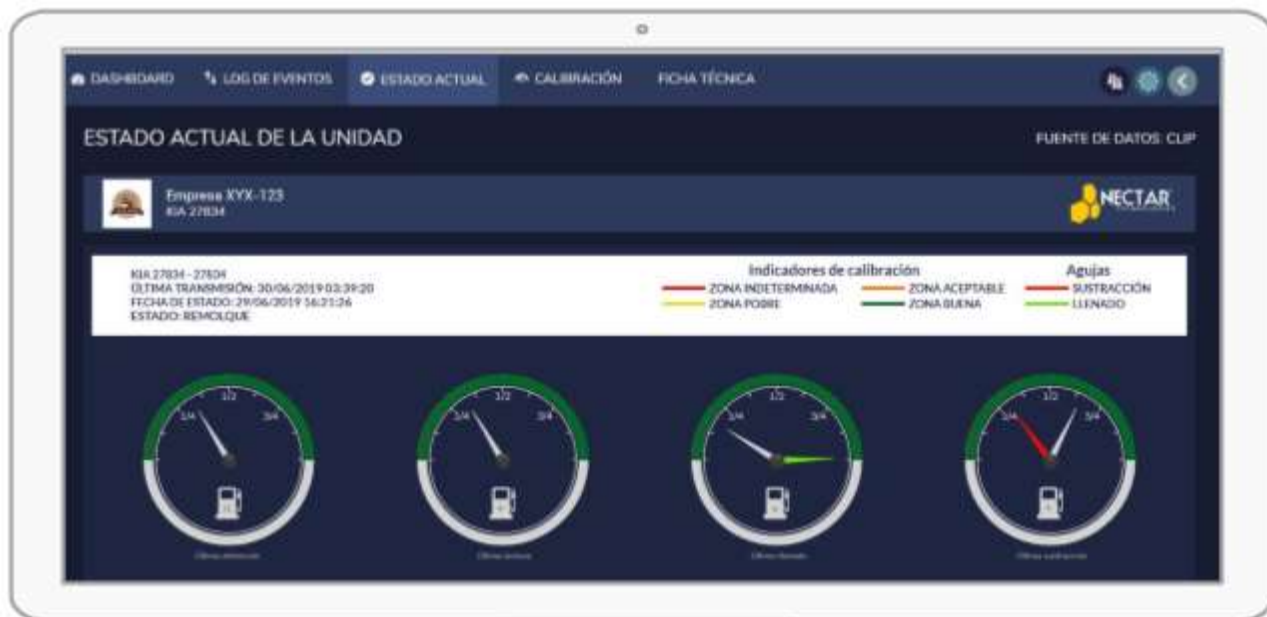 DASHBOARD LOG DE EVENTOS ESTADO ACTUAL CALIBRACIÓN FICHA TÉCNICA
ESTADO ACTUAL DE LA UNIDAD
FUENTE DE DATOS: CLIP
Empresa XYX-123
KIA 27834
NECTAR
KIA 27834 - 27834
ÚLTIMA TRANSMISIÓN: 30/06/2019 03:39:20
FECHA DE ESTADO: 29/06/2019 16:21:26
ESTADO: REMOLQUE
Indicadores de calibración
ZONA INDETERMINADA ZONA ACEPTABLE
ZONA POBRE ZONA BUENA
Agujas
SUSTRACCIÓN
LLENADO
1/4 1/2 3/4
1/4 1/2 3/4
1/4 1/2 3/4
1/4 1/2 3/4